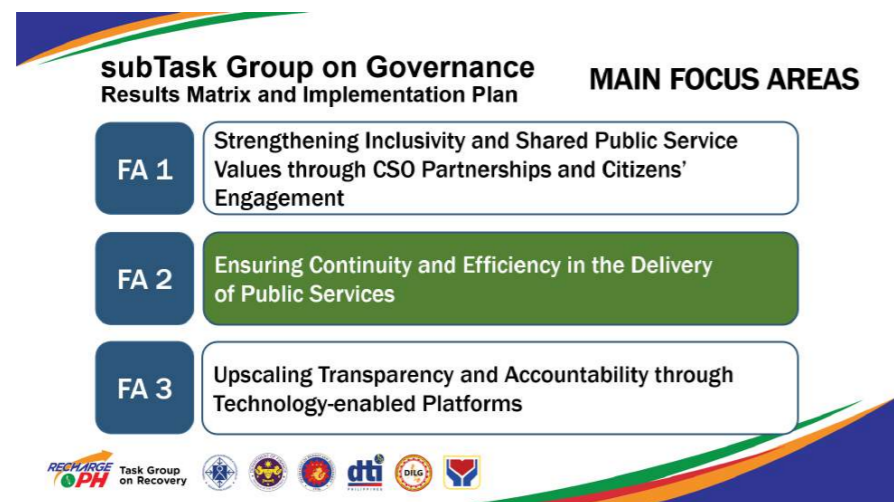 subTask Group on Governance
Results Matrix and Implementation Plan
MAIN FOCUS AREAS
FA 1
Strengthening Inclusivity and Shared Public Service
Values through CSO Partnerships and Citizens'
Engagement
FA 2
Ensuring Continuity and Efficiency in the Delivery
of Public Services
FA 3
Upscaling Transparency and Accountability through
Technology-enabled Platforms
RECHARGE
PH
Task Group
on Recovery
dti
PHILIPPINES
DILG